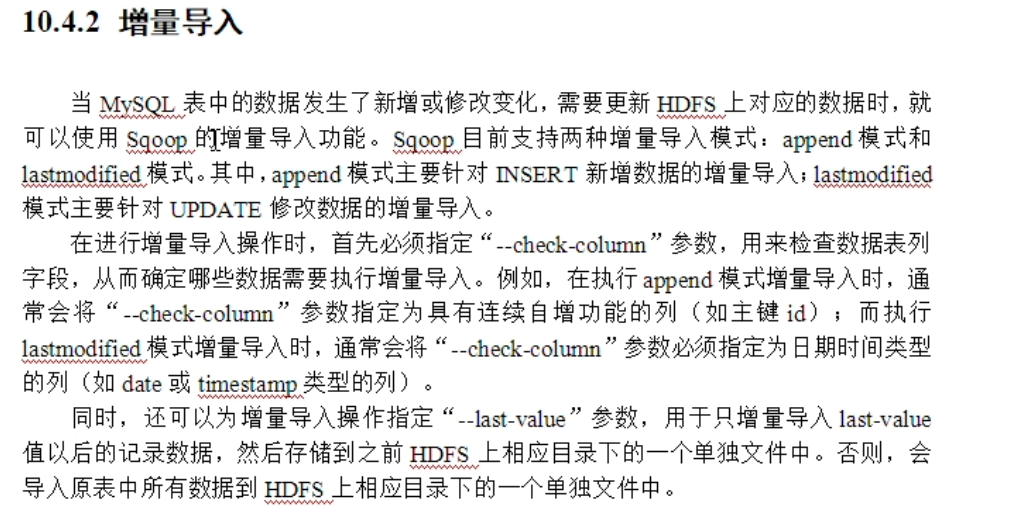 10.4.2 增量导入
当 MySQL 表中的数据发生了新增或修改变化，需要更新 HDFS 上对应的数据时，就
可以使用 Sqoop 的增量导入功能。Sqoop 目前支持两种增量导入模式：append 模式和
lastmodified 模式。其中，append 模式主要针对 INSERT 新增数据的增量导入；lastmodified
模式主要针对 UPDATE 修改数据的增量导入。
在进行增量导入操作时，首先必须指定“--check-column”参数，用来检查数据表列
字段，从而确定哪些数据需要执行增量导入。例如，在执行 append 模式增量导入时，通
常会将“--check-column”参数指定为具有连续自增功能的列（如主键 id）；而执行
lastmodified 模式增量导入时，通常会将“--check-column”参数必须指定为日期时间类型
的列（如 date 或 timestamp 类型的列）。
同时，还可以为增量导入操作指定“--last-value”参数，用于只增量导入 last-value
值以后的记录数据，然后存储到之前 HDFS 上相应目录下的一个单独文件中。否则，会
导入原表中所有数据到 HDFS 上相应目录下的一个单独文件中。